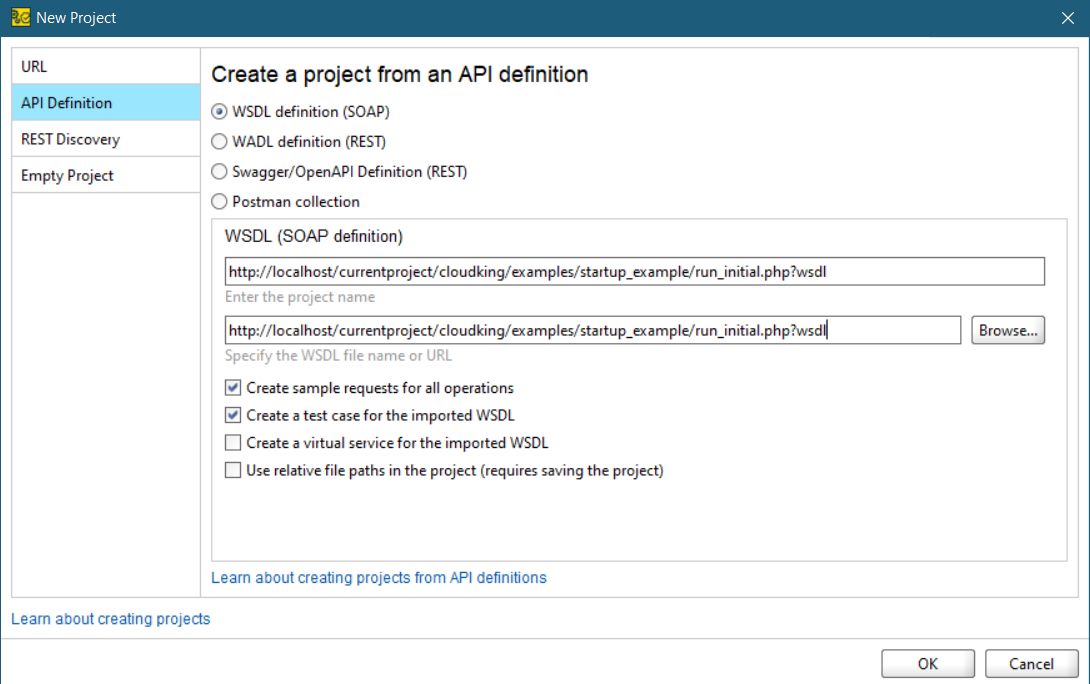 New Project
URL
API Definition
REST Discovery
Empty Project
Create a project from an API definition
WSDL definition (SOAP)
WADL definition (REST)
Swagger/OpenAPI Definition (REST)
Postman collection
WSDL (SOAP definition)
http://localhost/currentproject/cloudking/examples/startup_example/run_initial.php?wsdl
Enter the project name
http://localhost/currentproject/cloudking/examples/startup_example/run_initial.php?wsdl
Browse...
Specify the WSDL file name or URL
Create sample requests for all operations
Create a test case for the imported WSDL
Create a virtual service for the imported WSDL
Use relative file paths in the project (requires saving the project)
Learn about creating projects from API definitions
Learn about creating projects
OK
Cancel